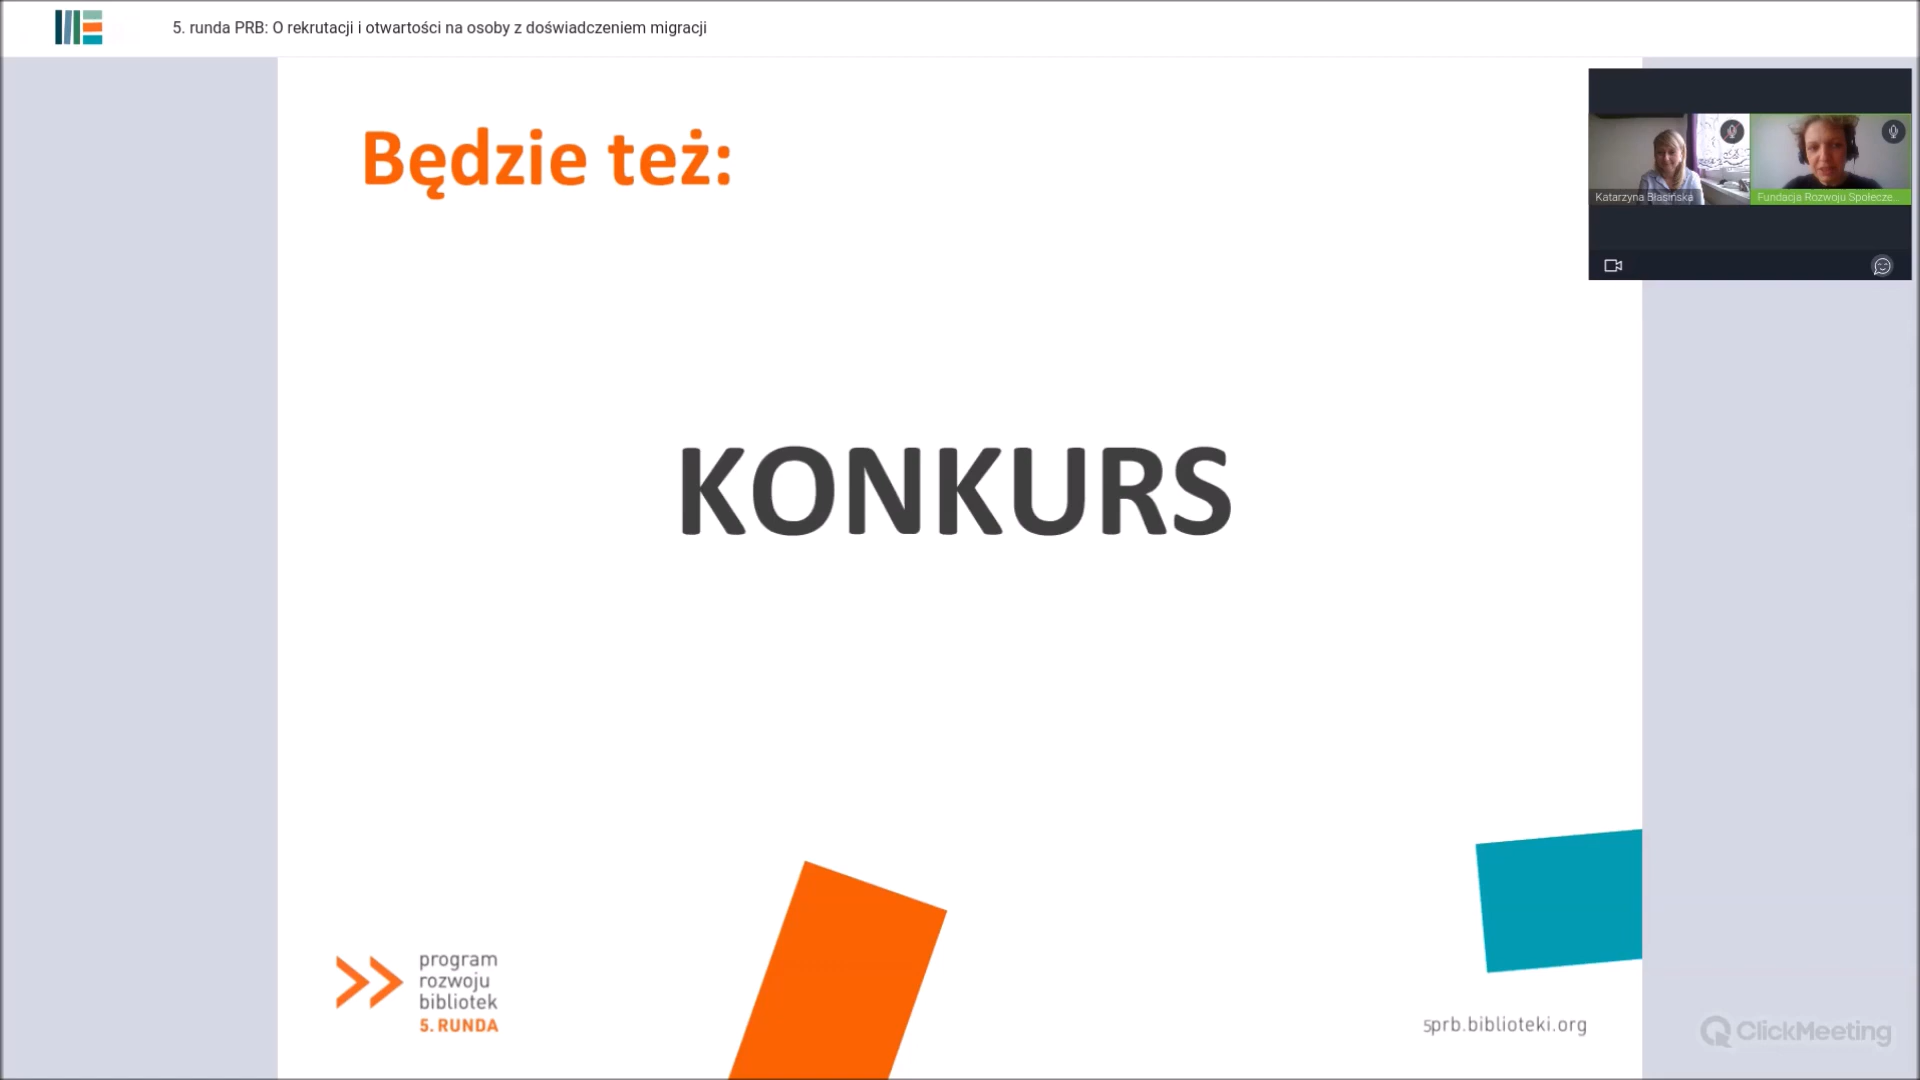 5. runda PRB: O rekrutacji i otwartości na osoby z doświadczeniem migracji
Będzie też:
Katarzyna Błasińska
Fundacja Rozwoju Społecze...
KONKURS
program
rozwoju
bibliotek
5. RUNDA
5prb.biblioteki.org
ClickMeeting